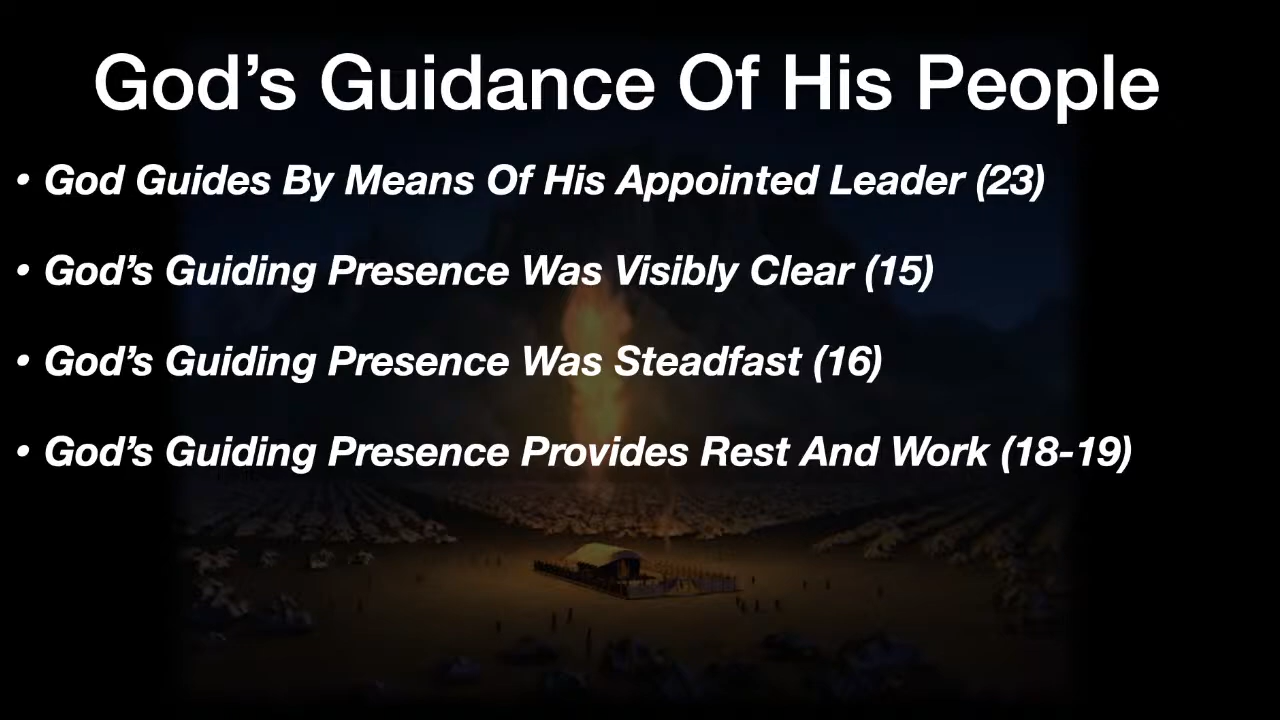 God’s Guidance Of His People
• God Guides By Means Of His Appointed Leader (23)
• God’s Guiding Presence Was Visibly Clear (15)
• God’s Guiding Presence Was Steadfast (16)
• God’s Guiding Presence Provides Rest And Work (18-19)